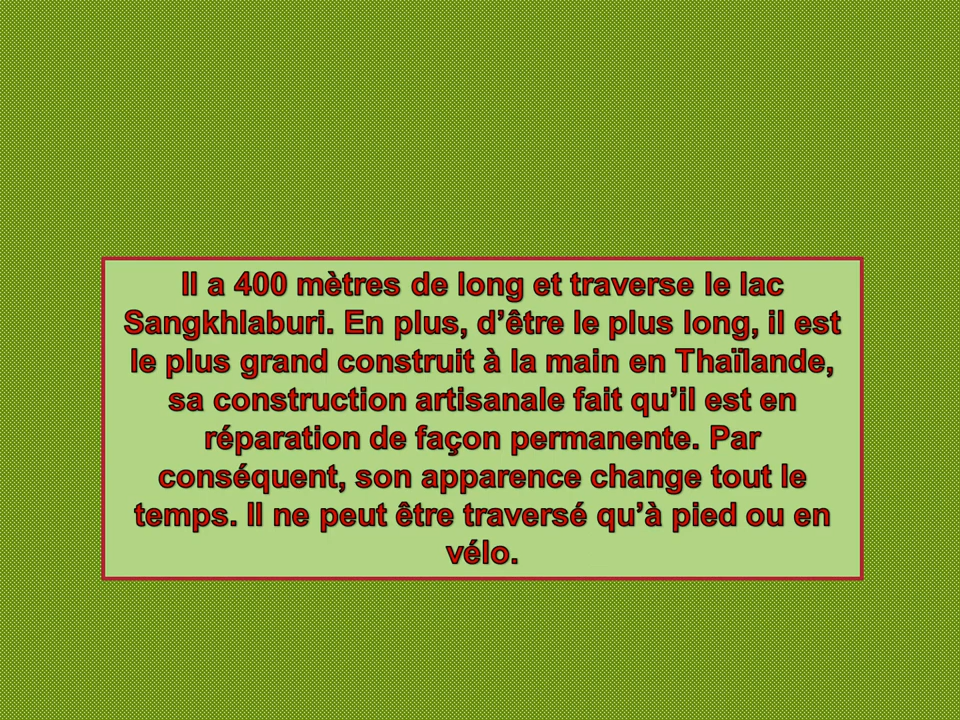 Il a 400 mètres de long et traverse le lac
Sangkhlaburi. En plus, d’être le plus long, il est
le plus grand construit à la main en Thaïlande,
sa construction artisanale fait qu’il est en
réparation de façon permanente. Par
conséquent, son apparence change tout le
temps. Il ne peut être traversé qu’à pied ou en
vélo.